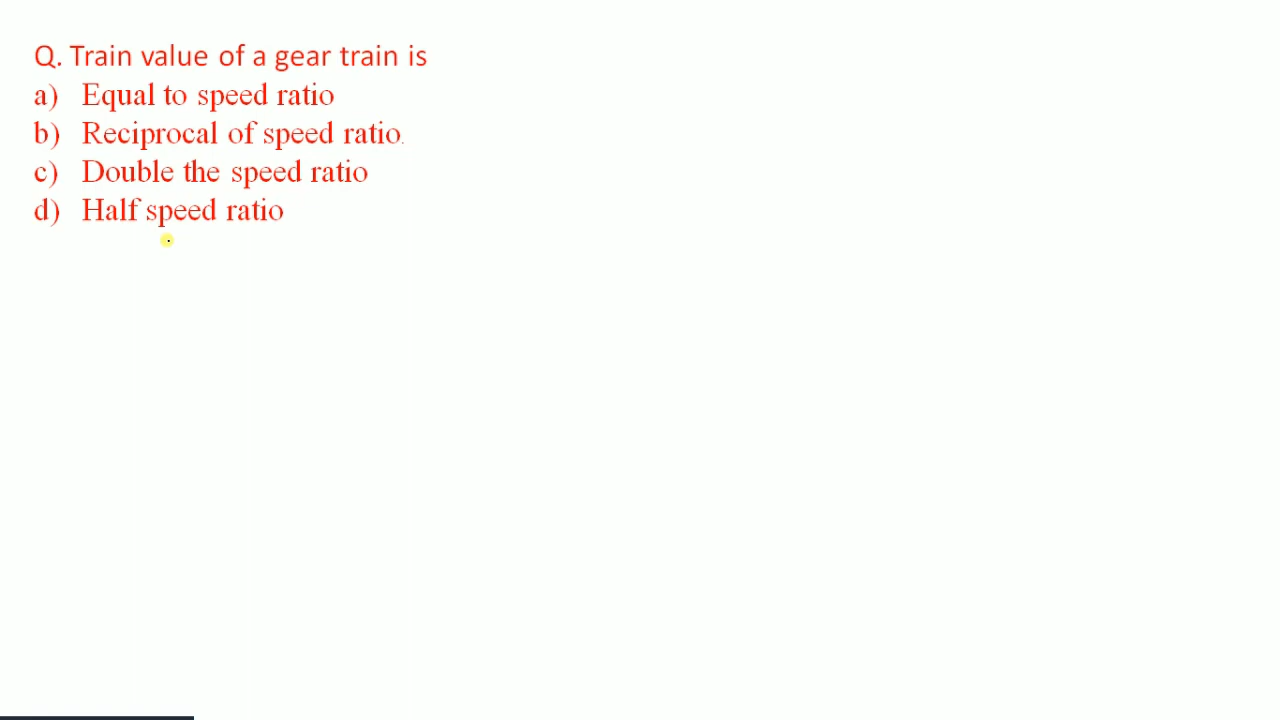 Q. Train value of a gear train is
a) Equal to speed ratio
b) Reciprocal of speed ratio.
c) Double the speed ratio
d) Half speed ratio